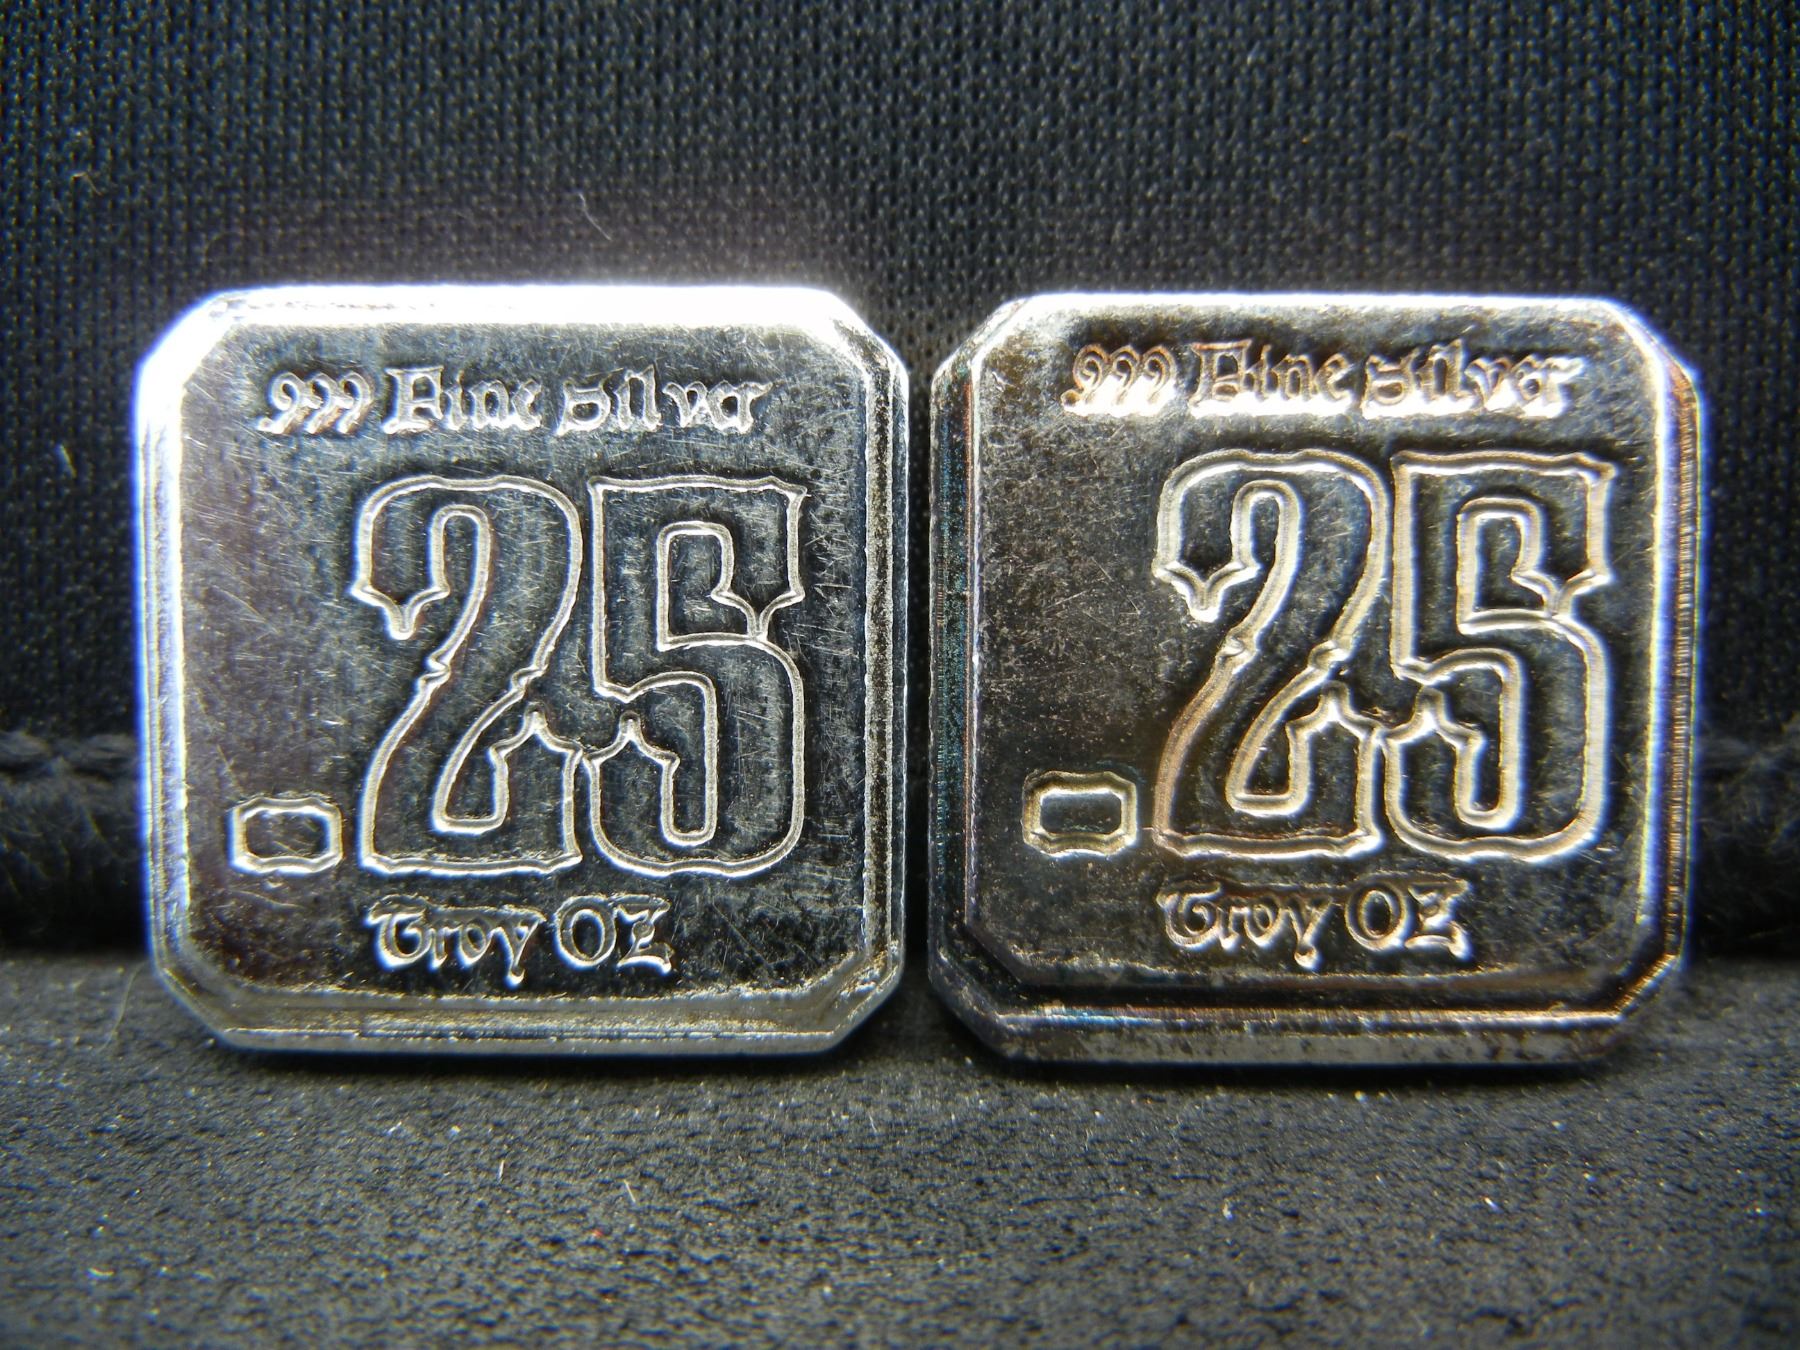 .999 Fine Silver
.25
Troy OZ
.999 Fine Silver
.25
Troy OZ